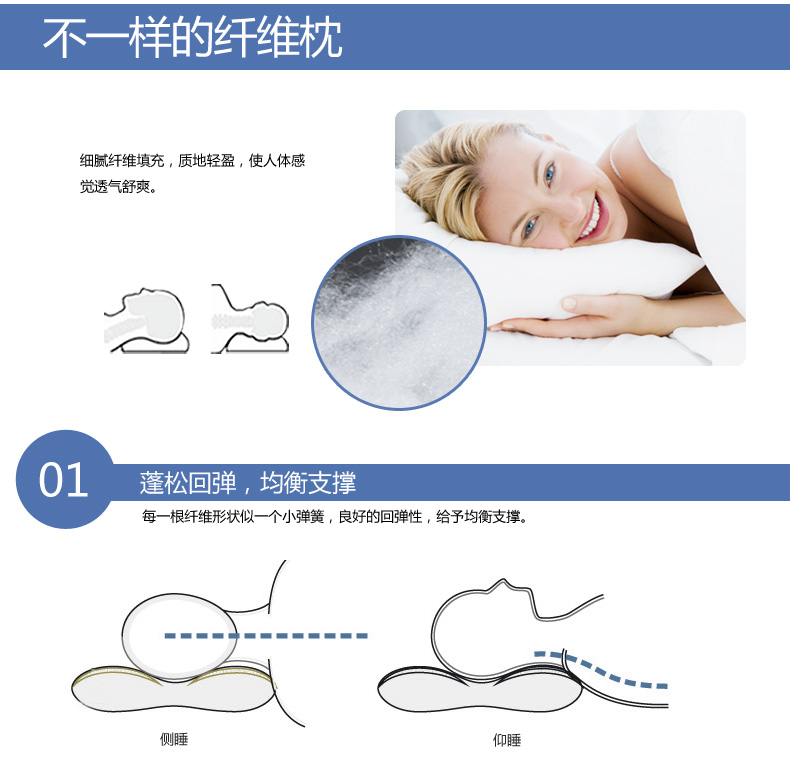 不一样的纤维枕
细腻纤维填充，质地轻盈，使人体感
觉透气舒爽。
01
蓬松回弹，均衡支撑
每一根纤维形状似一个小弹簧，良好的回弹性，给予均衡支撑。
侧睡
仰睡